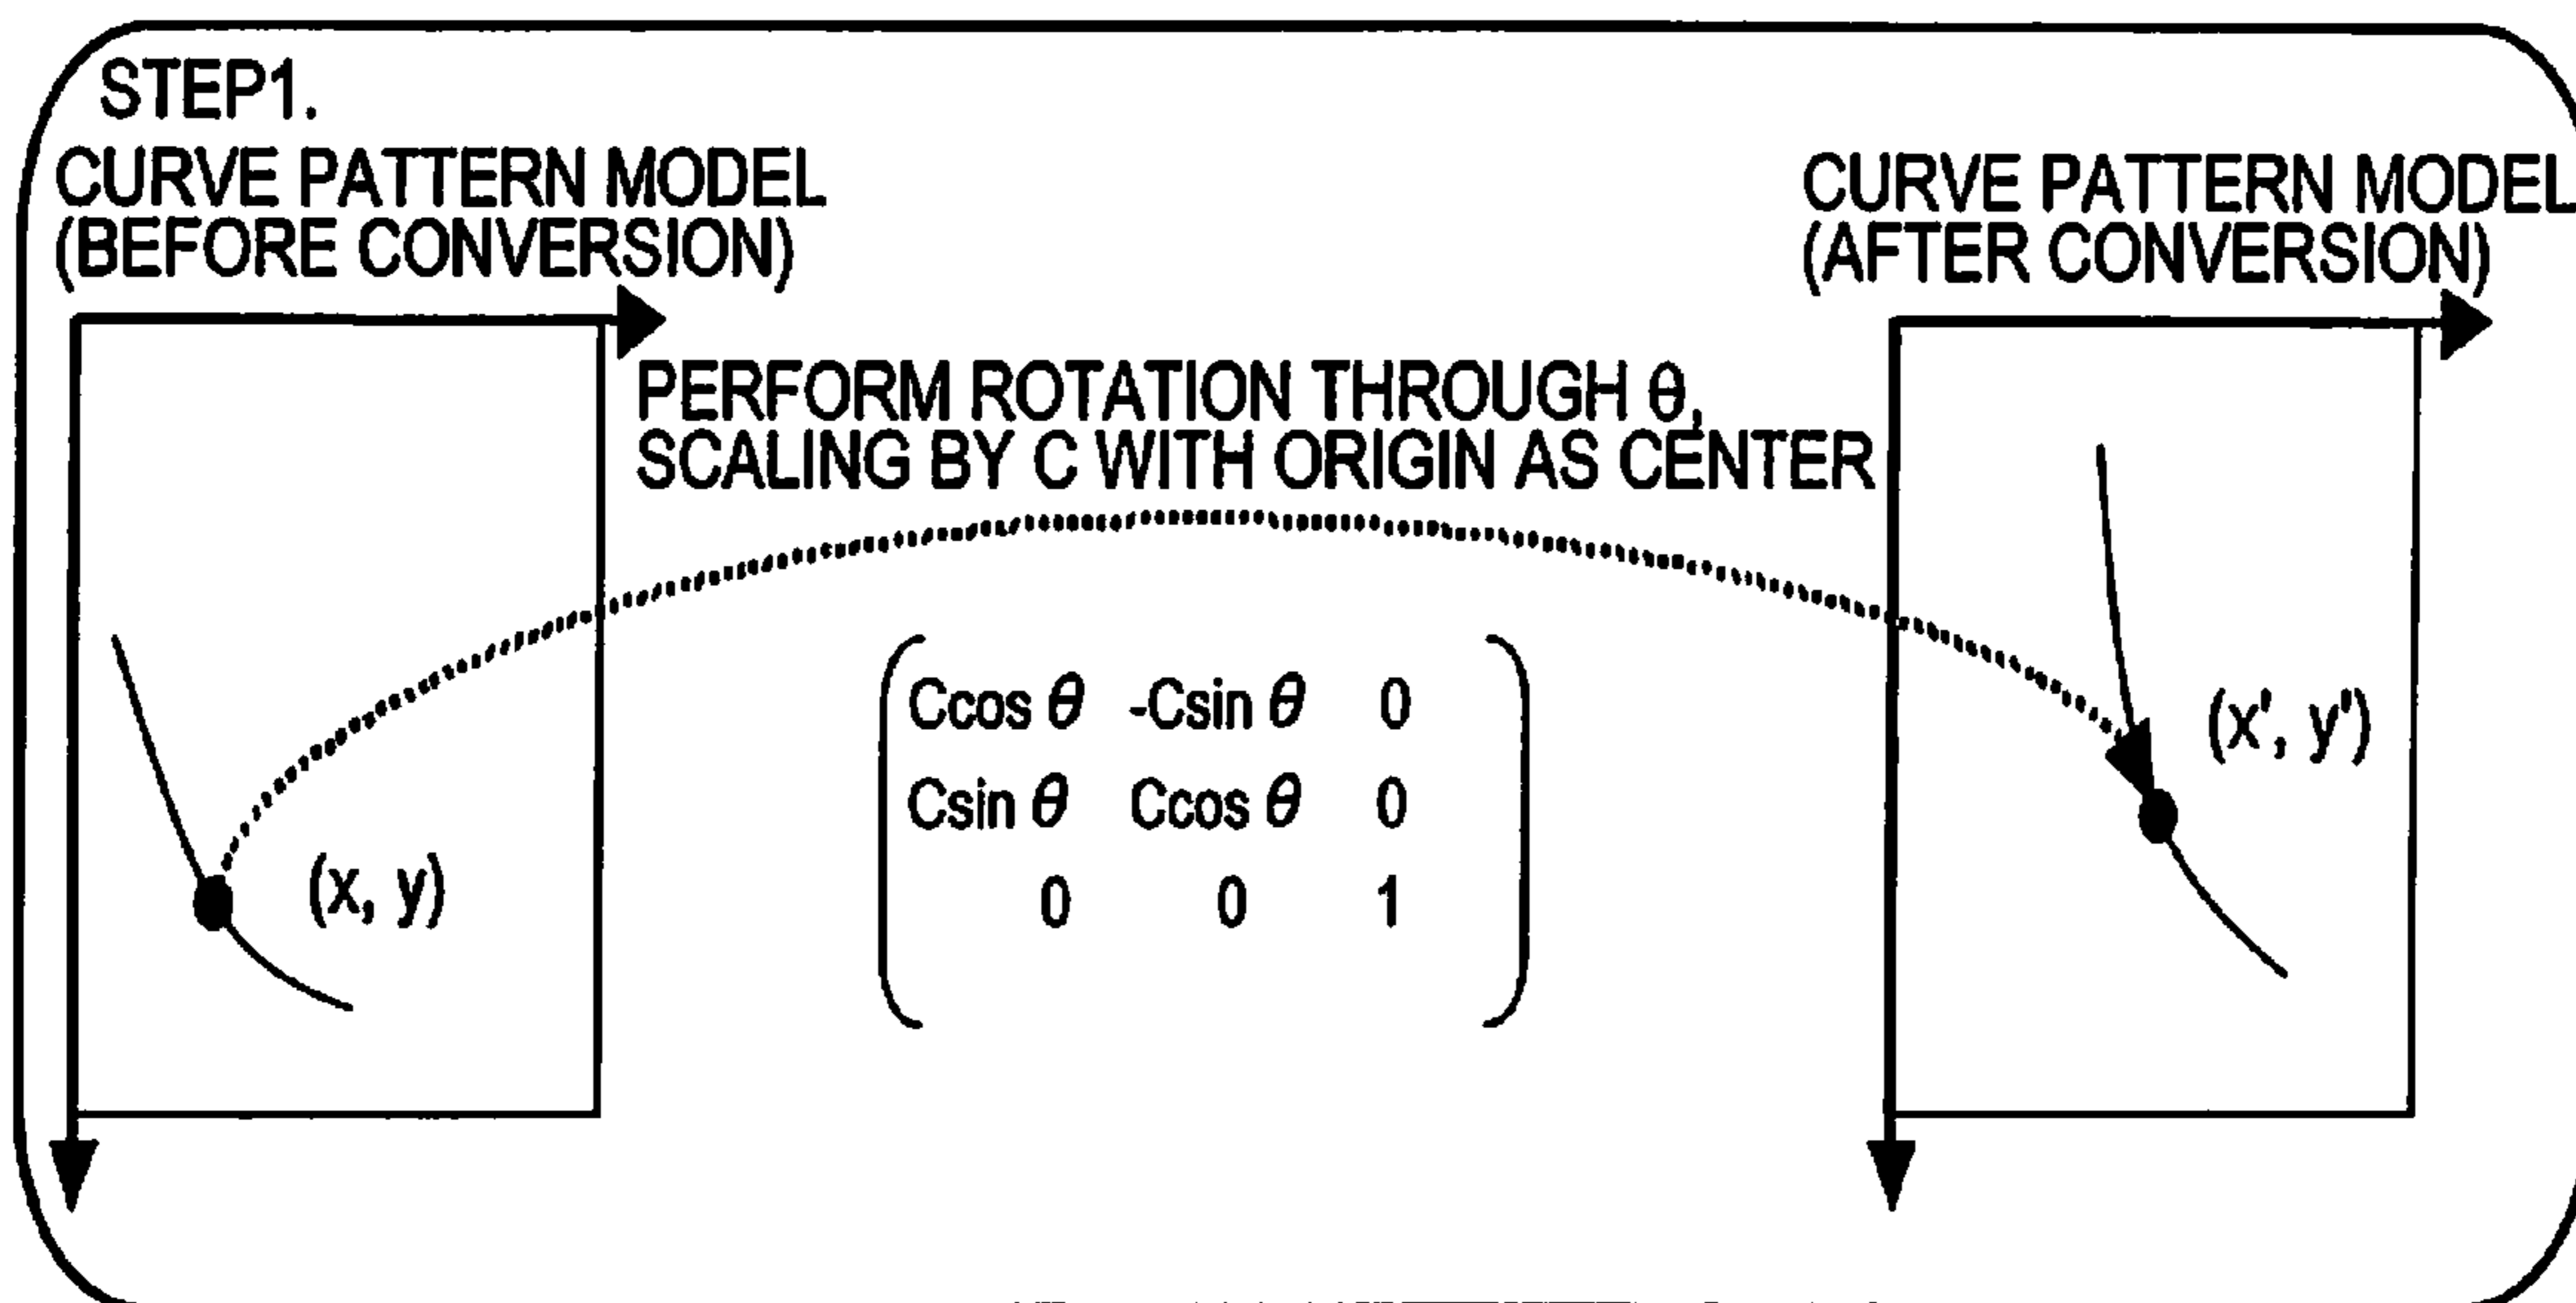 STEP1.
CURVE PATTERN MODEL
(BEFORE CONVERSION)
CURVE PATTERN MODEL
(AFTER CONVERSION)
PERFORM ROTATION THROUGH θ,
SCALING BY C WITH ORIGIN AS CENTER
Ccos θ -Csin θ 0
Csin θ Ccos θ 0
0 0 1
(x, y)
(x', y')